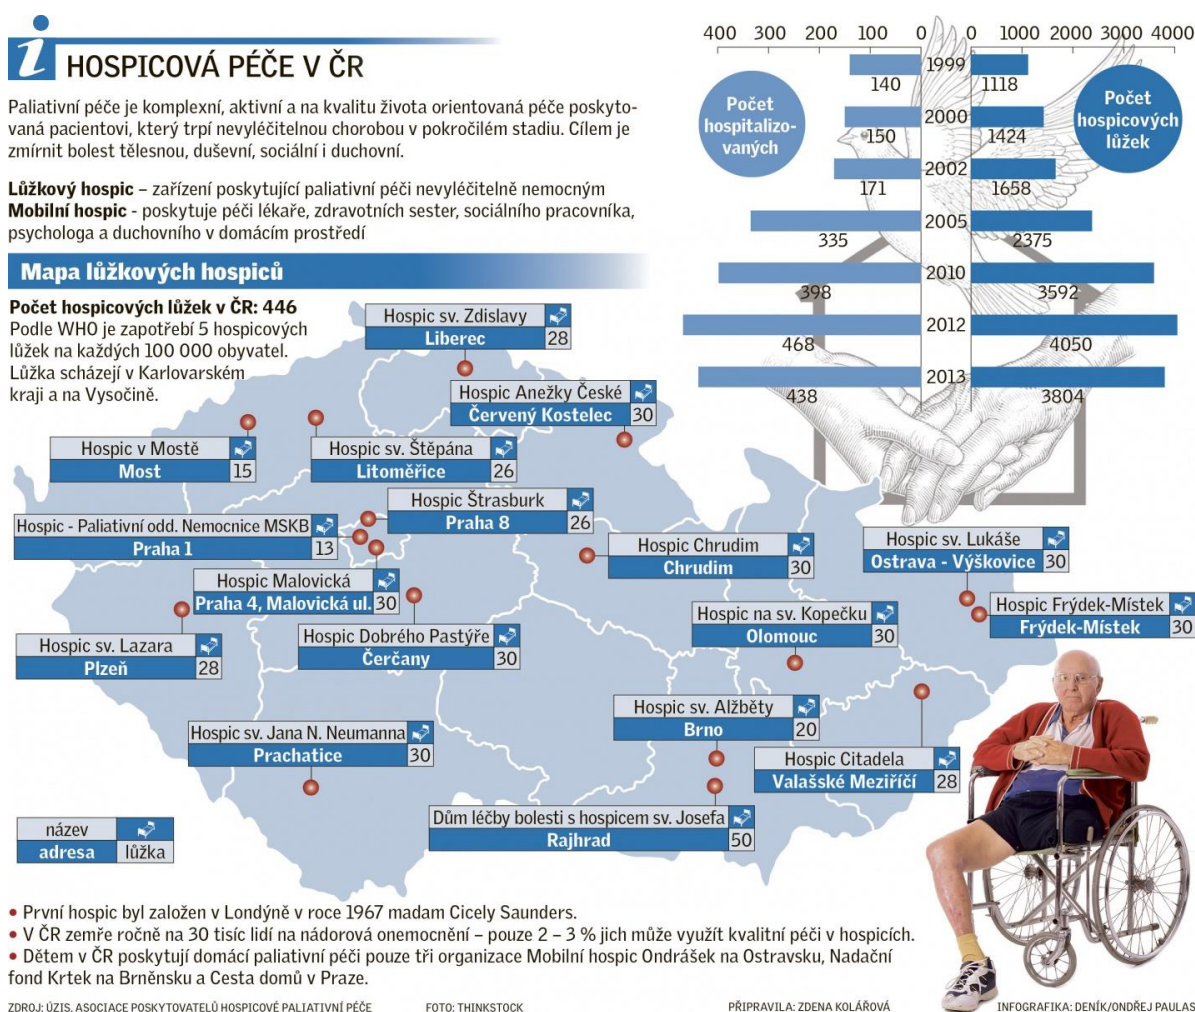 i
HOSPICOVÁ PÉČE V ČR
Paliativní péče je komplexní, aktivní a na kvalitu života orientovaná péče poskyto-
vaná pacientovi, který trpí nevyléčitelnou chorobou v pokročilém stadiu. Cílem je
zmírnit bolest tělesnou, duševní, sociální i duchovní.
Lůžkový hospic – zařízení poskytující paliativní péči nevyléčitelně nemocným
Mobilní hospic - poskytuje péči lékaře, zdravotních sester, sociálního pracovníka,
psychologa a duchovního v domácím prostředí
400 300 200 100 0 0 1000 2000 3000 4000
Počet
hospitalizo-
vaných
Počet
hospicových
lůžek
1999
140 1118
2000
150 1424
2002
171 1658
2005
335 2375
2010
398 3592
2012
468 4050
2013
438 3804
Mapa lůžkových hospiců
Počet hospicových lůžek v ČR: 446
Podle WHO je zapotřebí 5 hospicových
lůžek na každých 100 000 obyvatel.
Lůžka scházejí v Karlovarském
kraji a na Vysočině.
Hospic sv. Zdislavy
Liberec 28
Hospic Anežky České
Červený Kostelec 30
Hospic v Mostě
Most 15
Hospic sv. Štěpána
Litoměřice 26
Hospic Štrasburk
Praha 8 26
Hospic - Paliativní odd. Nemocnice MSKB
Praha 1 13
Hospic Chrudim
Chrudim 30
Hospic sv. Lukáše
Ostrava - Výškovice 30
Hospic Malovická
Praha 4, Malovická ul. 30
Hospic Frýdek-Místek
Frýdek-Místek 30
Hospic na sv. Kopečku
Olomouc 30
Hospic Dobrého Pastýře
Čerčany 30
Hospic sv. Lazara
Plzeň 28
Hospic sv. Alžběty
Brno 20
Hospic sv. Jana N. Neumanna
Prachatice 30
Hospic Citadela
Valašské Meziříčí 28
Dům léčby bolesti s hospicem sv. Josefa
Rajhrad 50
název
adresa lůžka
• První hospic byl založen v Londýně v roce 1967 madam Cicely Saunders.
• V ČR zemře ročně na 30 tisíc lidí na nádorová onemocnění – pouze 2 – 3 % jich může využít kvalitní péči v hospicích.
• Dětem v ČR poskytují domácí paliativní péči pouze tři organizace Mobilní hospic Ondrášek na Ostravsku, Nadační
fond Krtek na Brněnsku a Cesta domů v Praze.
ZDROJ: ÚZIS, ASOCIACE POSKYTOVATELŮ HOSPICOVÉ PALIATIVNÍ PÉČE FOTO: THINKSTOCK PŘIPRAVILA: ZDENA KOLÁŘOVÁ INFOGRAFIKA: DENÍK/ONDŘEJ PAULAS